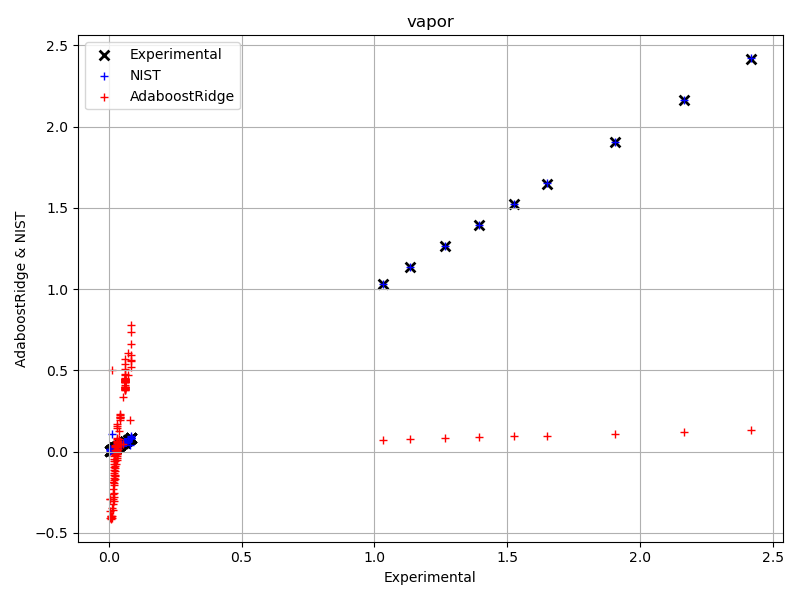 vapor
Experimental
NIST
AdaboostRidge
2.5
2.0
1.5
1.0
0.5
0.0
−0.5
AdaboostRidge & NIST
0.0 0.5 1.0 1.5 2.0 2.5
Experimental